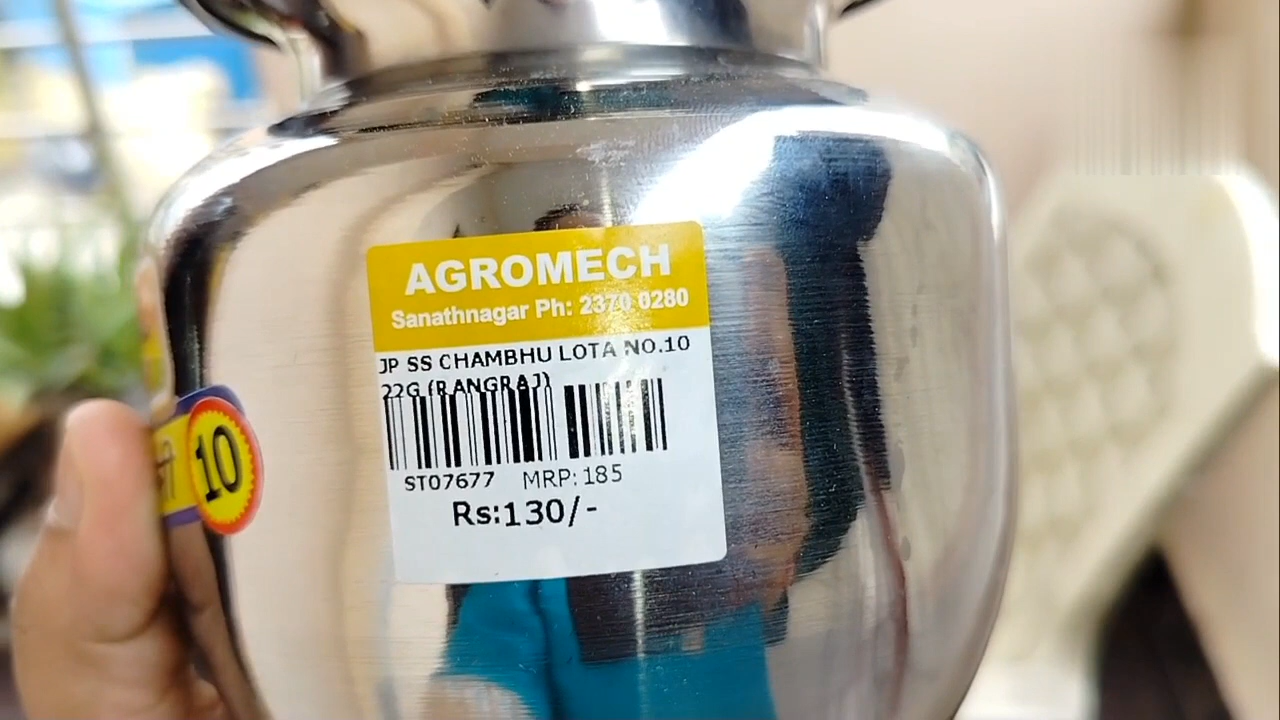 AGROMECH
Sanathnagar Ph: 2370 0280
JP SS CHAMBHU LOTA NO.10
22G (RANGRAJ)
ST07677 MRP: 185
Rs:130/-
10